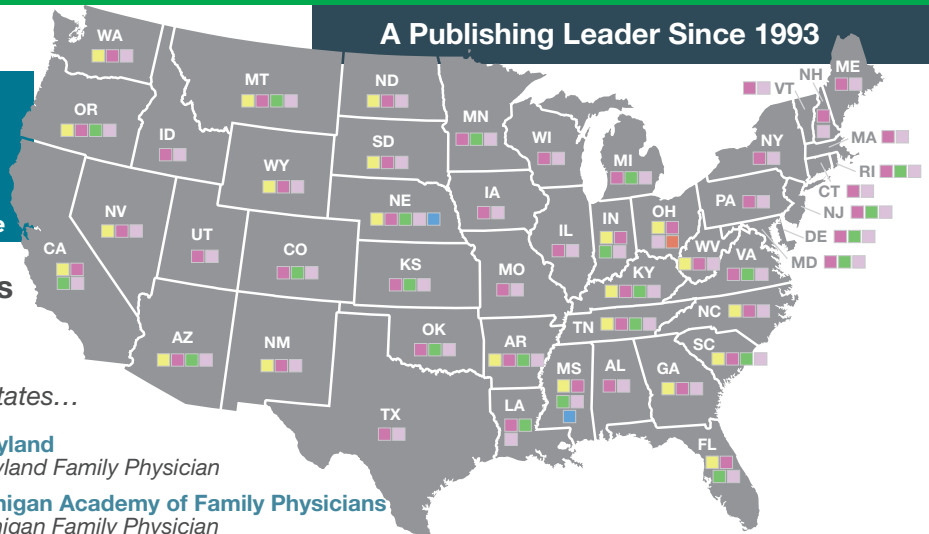 A Publishing Leader Since 1993
WA
MT
ND
MN
OR
ID
SD
WI
MI
NY
VT
NH
ME
MA
RI
CT
NJ
DE
MD
WY
NE
IA
PA
NV
UT
CO
KS
MO
IL
IN
OH
WV
VA
KY
CA
AZ
NM
OK
AR
TN
NC
SC
MS
AL
GA
TX
LA
FL
e
s
tates…
yland
yland Family Physician
higan Academy of Family Physicians
higan Family Physician